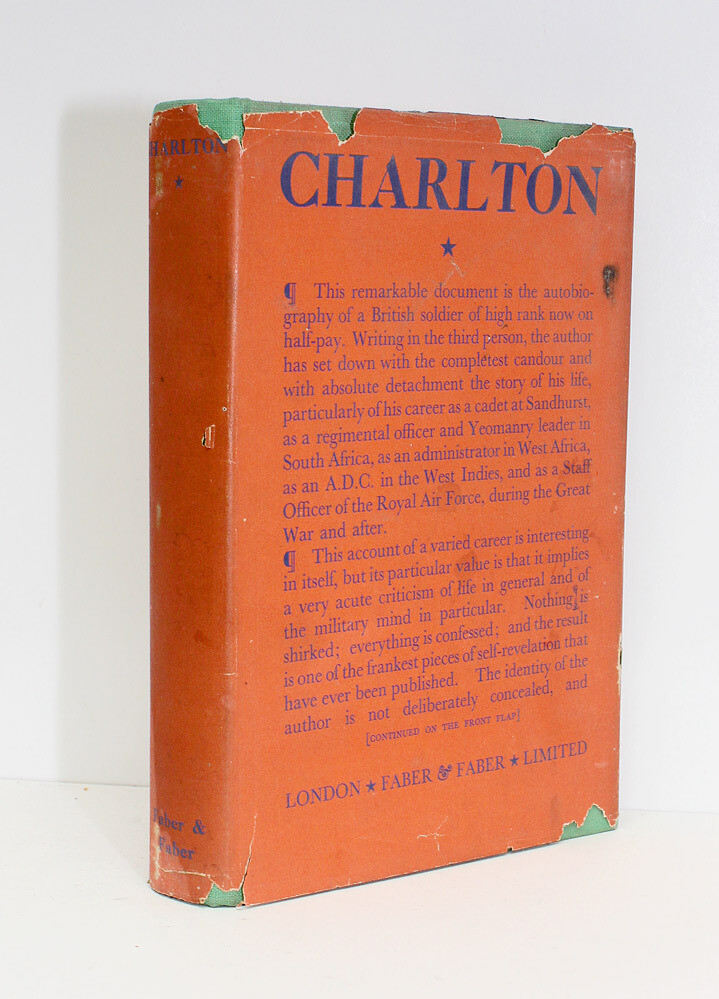 HARLTON
★
Faber &
Faber
CHARLTON
★
¶ This remarkable document is the autobio-
graphy of a British soldier of high rank now on
half-pay. Writing in the third person, the author
has set down with the completest candour and
with absolute detachment the story of his life,
particularly of his career as a cadet at Sandhurst,
as a regimental officer and Yeomanry leader in
South Africa, as an administrator in West Africa,
as an A.D.C. in the West Indies, and as a Staff
Officer of the Royal Air Force, during the Great
War and after.
¶ This account of a varied career is interesting
in itself, but its particular value is that it implies
a very acute criticism of life in general and of
the military mind in particular. Nothing is
shirked; everything is confessed; and the result
is one of the frankest pieces of self-revelation that
have ever been published. The identity of the
author is not deliberately concealed, and
[CONTINUED ON THE FRONT FLAP]
LONDON ★ FABER & FABER ★ LIMITED